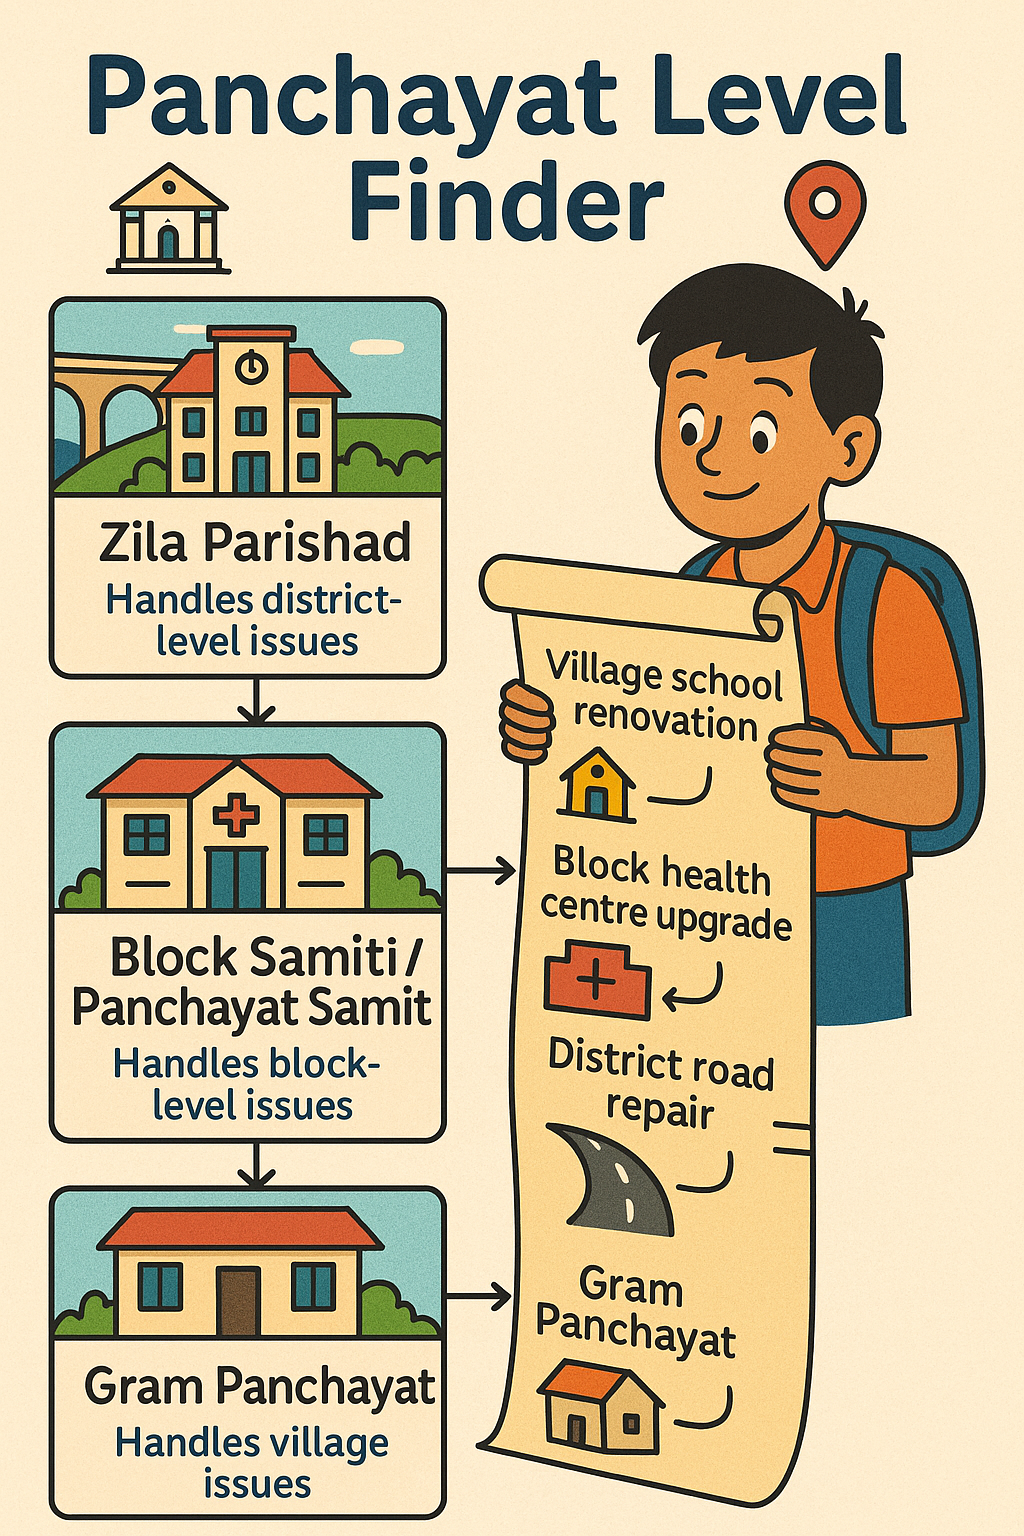 Panchayat Level
Finder
Zila Parishad
Handles district-
level issues
Block Samiti/
Panchayat Samit
Handles block-
level issues
Gram Panchayat
Handles village
issues
Village school
renovation
Block health
centre upgrade
District road
repair
Gram
Panchayat